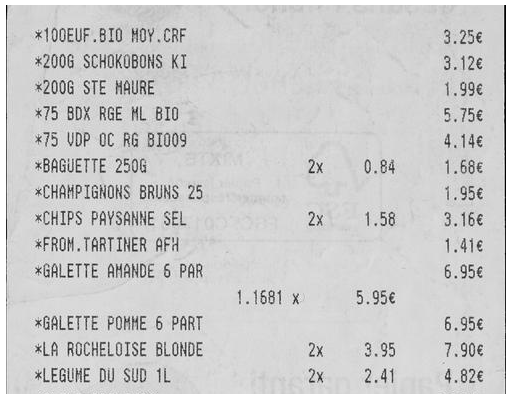 *10OEUF.BIO MOY.CRF 3.25€
*200G SCHOKOBONS KI 3.12€
*200G STE MAURE 1.99€
*75 BDX RGE ML BIO 5.75€
*75 VDP OC RG BIO09 4.14€
*BAGUETTE 250G 2x 0.84 1.68€
*CHAMPIGNONS BRUNS 25 1.95€
*CHIPS PAYSANNE SEL 2x 1.58 3.16€
*FROM.TARTINER AFH 1.41€
*GALETTE AMANDE 6 PAR 6.95€
1.1681 x 5.95€
*GALETTE POMME 6 PART 6.95€
*LA ROCHELOISE BLONDE 2x 3.95 7.90€
*LEGUME DU SUD 1L 2x 2.41 4.82€